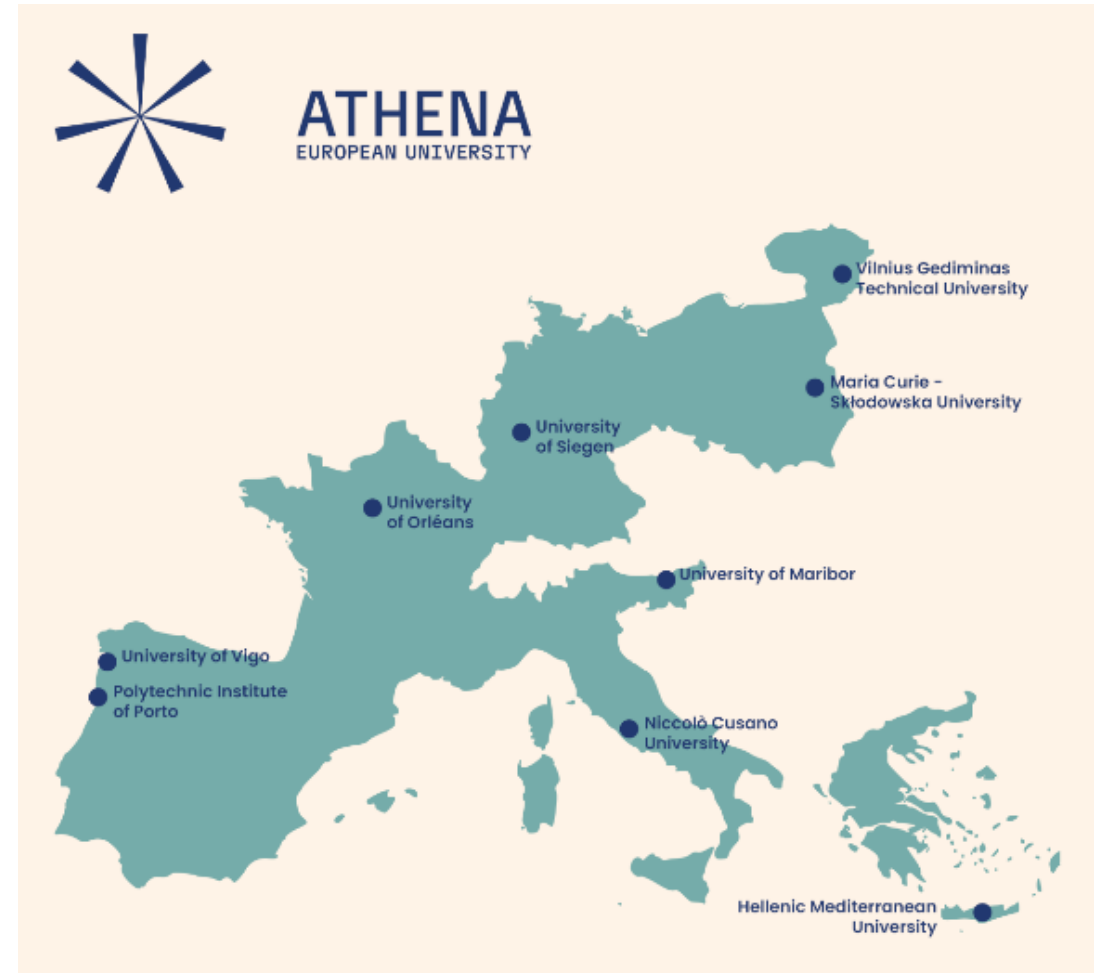 ATHENA
EUROPEAN UNIVERSITY
Vilnius Gediminas
Technical University
Maria Curie -
Skłodowska University
University
of Siegen
University
of Orléans
University of Maribor
University of Vigo
Polytechnic Institute
of Porto
Niccolò Cusano
University
Hellenic Mediterranean
University